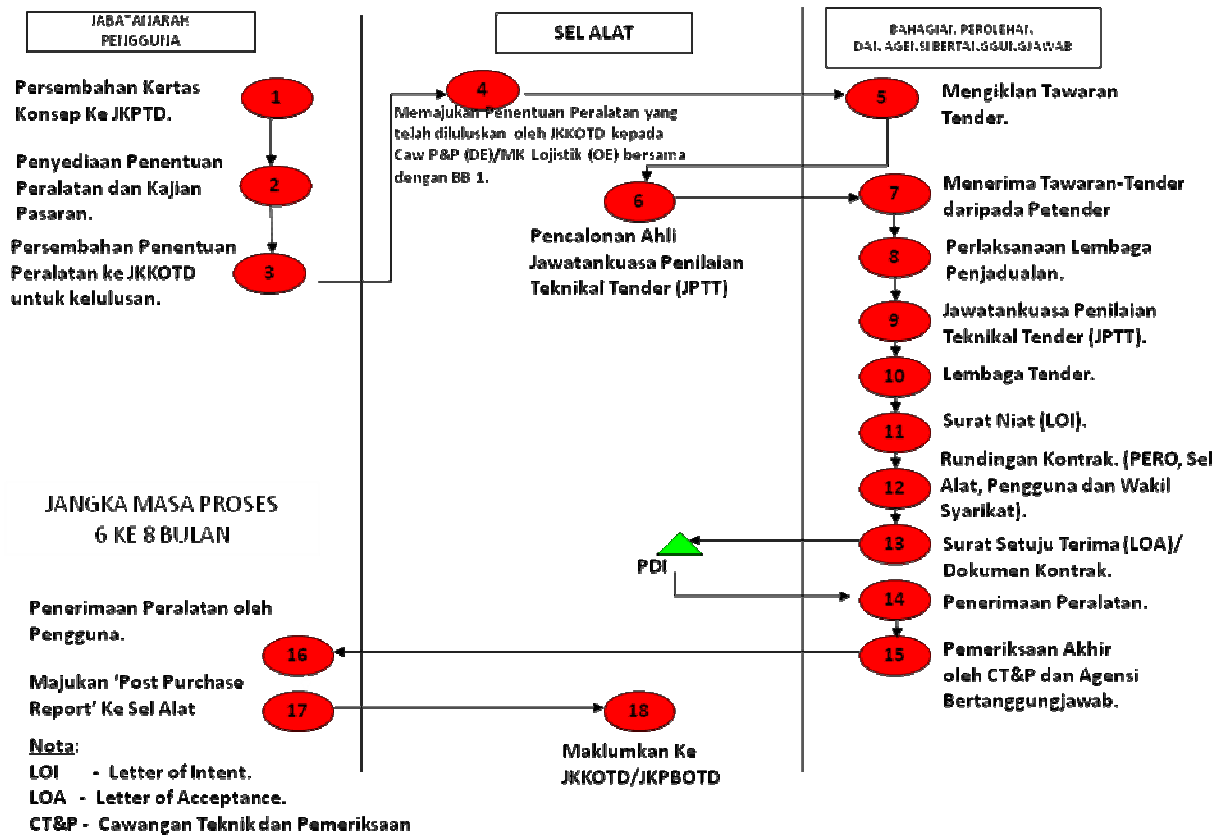 JABATAN/ARAH
PENGGUNA
SEL ALAT
BAHAGIAN PEROLEHAN
DAN AGENSI BERTANGGUNGJAWAB
Persembahan Kertas
Konsep Ke JKPTD.
1
Penyediaan Penentuan
Peralatan dan Kajian
Pasaran.
2
Persembahan Penentuan
Peralatan ke JKKOTD
untuk kelulusan.
3
4
Memajukan Penentuan Peralatan yang
telah diluluskan oleh JKKOTD kepada
Caw P&P (DE)/MK Lojistik (OE) bersama
dengan BB 1.
5
Mengiklan Tawaran
Tender.
6
Pencalonan Ahli
Jawatankuasa Penilaian
Teknikal Tender (JPTT)
7
Menerima Tawaran-Tender
daripada Petender
8
Perlaksanaan Lembaga
Penjadualan.
9
Jawatankuasa Penilaian
Teknikal Tender (JPTT).
10
Lembaga Tender.
11
Surat Niat (LOI).
12
Rundingan Kontrak. (PERO, Sel
Alat, Pengguna dan Wakil
Syarikat).
13
Surat Setuju Terima (LOA)/
Dokumen Kontrak.
PDI
14
Penerimaan Peralatan.
15
Pemeriksaan Akhir
oleh CT&P dan Agensi
Bertanggungjawab.
JANGKA MASA PROSES
6 KE 8 BULAN
Penerimaan Peralatan oleh
Pengguna.
16
Majukan ‘Post Purchase
Report’ Ke Sel Alat
17
18
Maklumkan Ke
JKKOTD/JKPBOTD
Nota:
LOI - Letter of Intent.
LOA - Letter of Acceptance.
CT&P - Cawangan Teknik dan Pemeriksaan